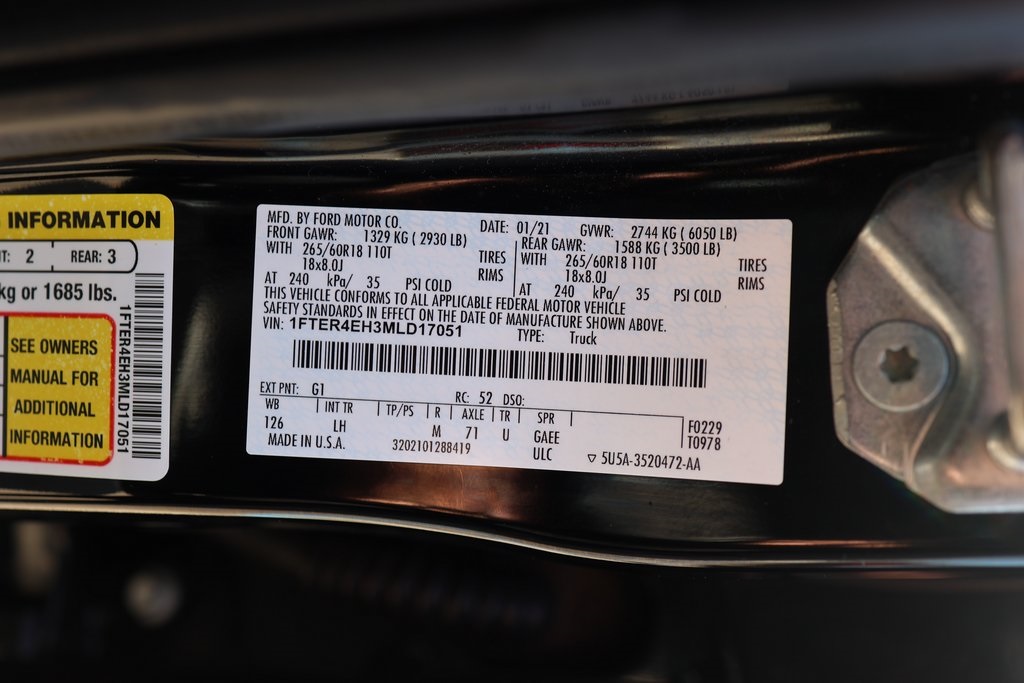 INFORMATION
2 REAR: 3
kg or 1685 lbs.
SEE OWNERS
MANUAL FOR
ADDITIONAL
INFORMATION
1FTER4EH3MLD17051
MFD. BY FORD MOTOR CO. DATE: 01/21 GVWR: 2744 KG ( 6050 LB)
FRONT GAWR: 1329 KG ( 2930 LB) REAR GAWR: 1588 KG ( 3500 LB)
WITH 265/60R18 110T TIRES WITH 265/60R18 110T TIRES
18x8.0J RIMS 18x8.0J RIMS
AT 240 kPa/ 35 PSI COLD AT 240 kPa/ 35 PSI COLD
THIS VEHICLE CONFORMS TO ALL APPLICABLE FEDERAL MOTOR VEHICLE
SAFETY STANDARDS IN EFFECT ON THE DATE OF MANUFACTURE SHOWN ABOVE.
VIN: 1FTER4EH3MLD17051 TYPE: Truck
EXT PNT: G1 RC: 52 DSO:
WB INT TR TP/PS R AXLE TR SPR F0229
126 LH M 71 U GAEE T0978
MADE IN U.S.A. 3202101288419 ULC ▽ 5U5A-3520472-AA